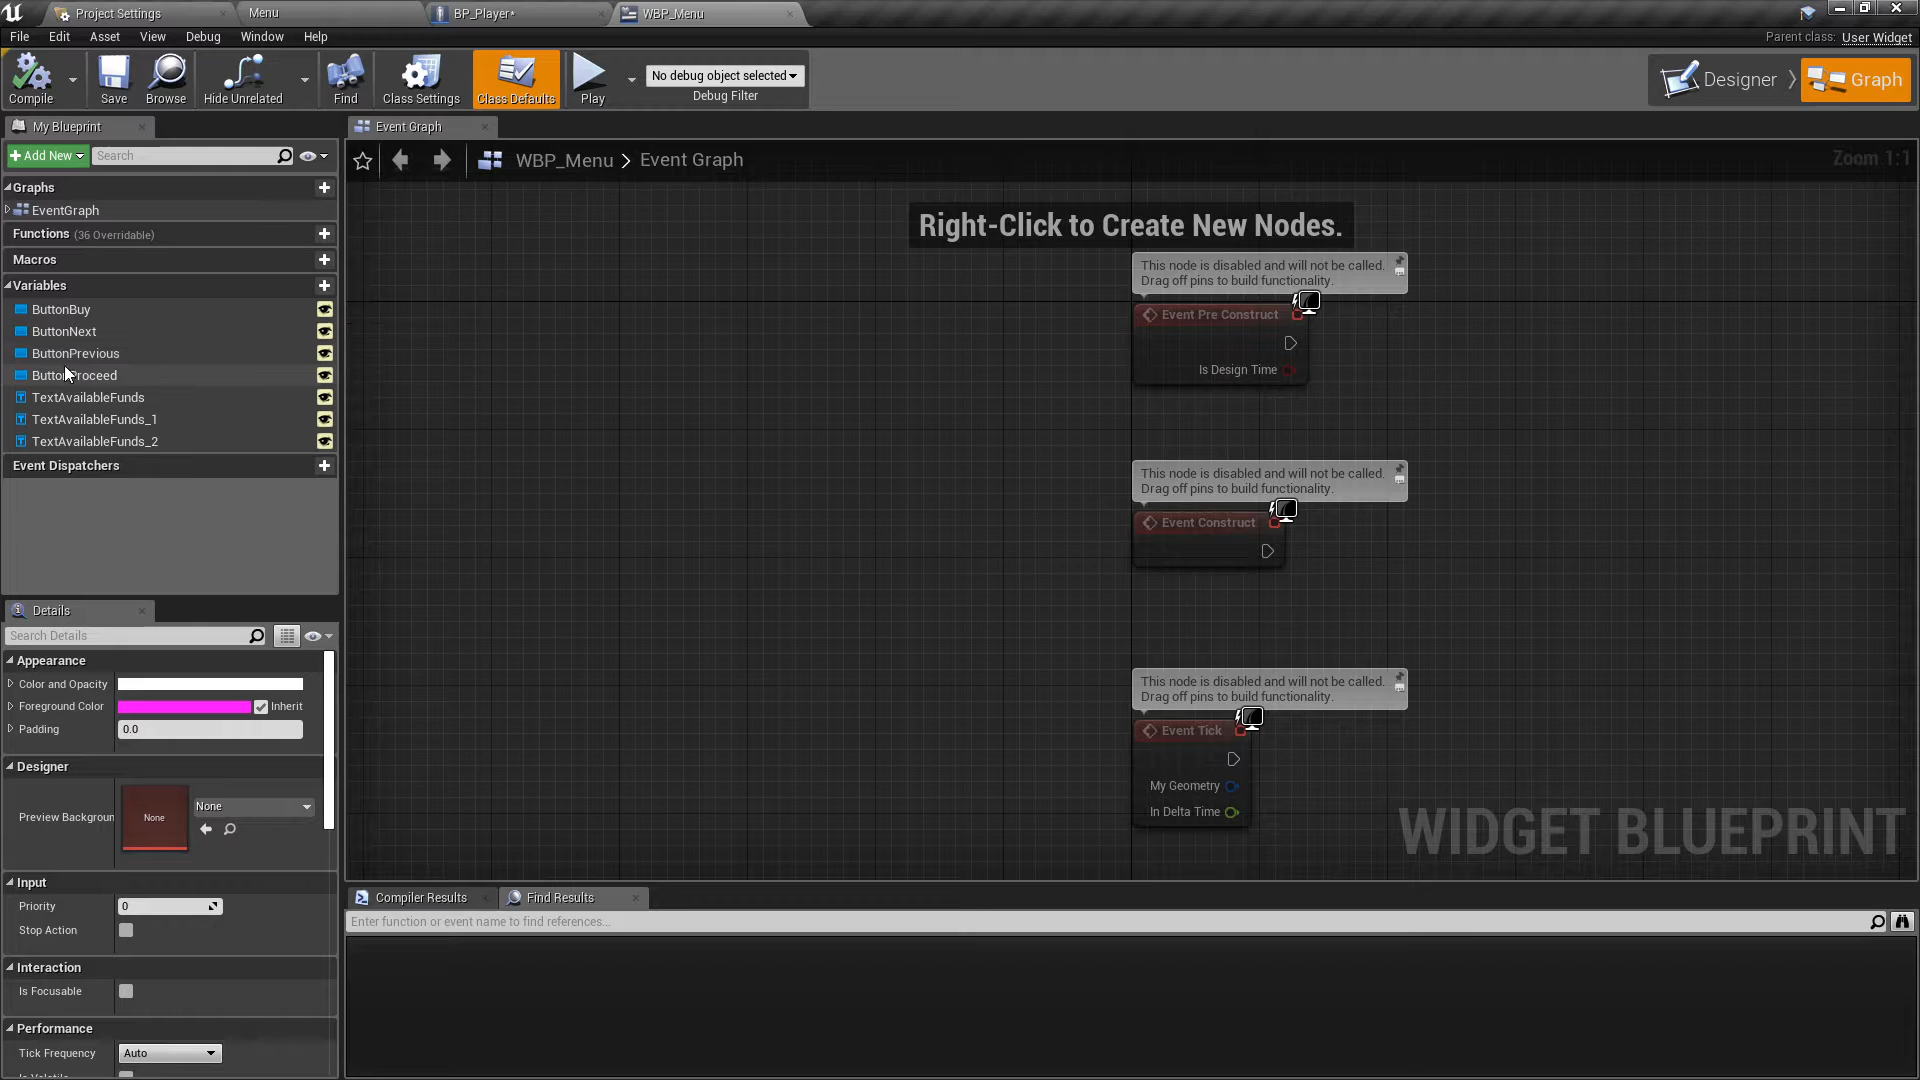 Project Settings
Menu
BP_Player*
WBP_Menu
File Edit Asset View Debug Window Help
Parent class: User Widget
Compile
Save
Browse
Hide Unrelated
Find
Class Settings
Class Defaults
Play
No debug object selected
Debug Filter
Designer
Graph
My Blueprint
Event Graph
Add New
Search
WBP_Menu > Event Graph
Zoom 1:1
Graphs
EventGraph
Functions (36 Overridable)
Macros
Variables
ButtonBuy
ButtonNext
ButtonPrevious
TextAvailableFunds
TextAvailableFunds_1
TextAvailableFunds_2
Event Dispatchers
Right-Click to Create New Nodes.
This node is disabled and will not be called.
Drag off pins to build functionality.
Event Pre Construct
Is Design Time
This node is disabled and will not be called.
Drag off pins to build functionality.
Event Construct
This node is disabled and will not be called.
Drag off pins to build functionality.
Event Tick
My Geometry
In Delta Time
WIDGET BLUEPRINT
Details
Search Details
Appearance
Color and Opacity
Foreground Color
Inherit
Padding
0.0
Designer
Preview Backgroun
None
None
Input
Priority
0
Stop Action
Interaction
Is Focusable
Performance
Tick Frequency
Auto
Compiler Results
Find Results
Enter function or event name to find references...